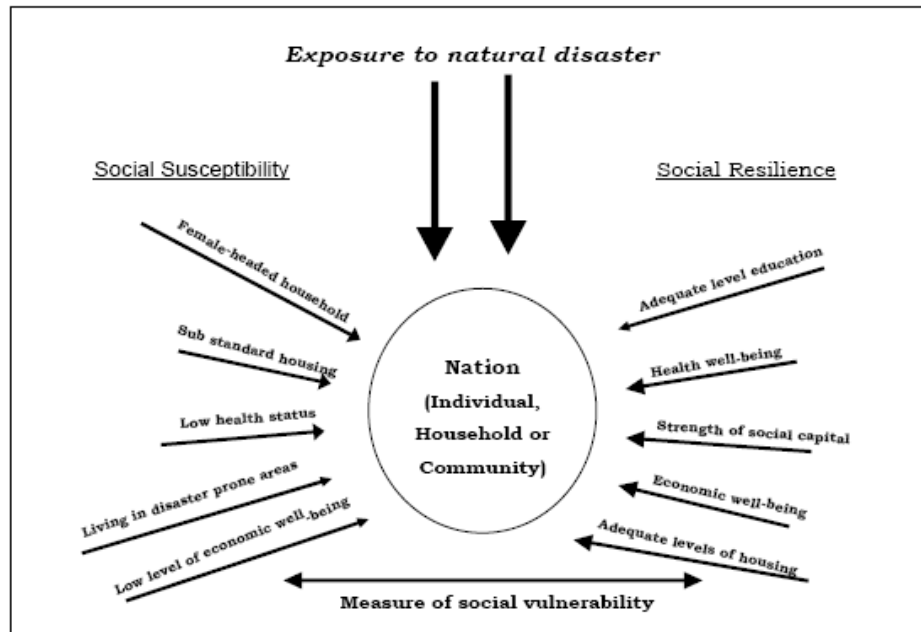 Exposure to natural disaster
Social Susceptibility
Social Resilience
Female-headed household
Sub standard housing
Low health status
Living in disaster prone areas
Low level of economic well-being
Nation
(Individual,
Household or
Community)
Adequate level education
Health well-being
Strength of social capital
Economic well-being
Adequate levels of housing
Measure of social vulnerability